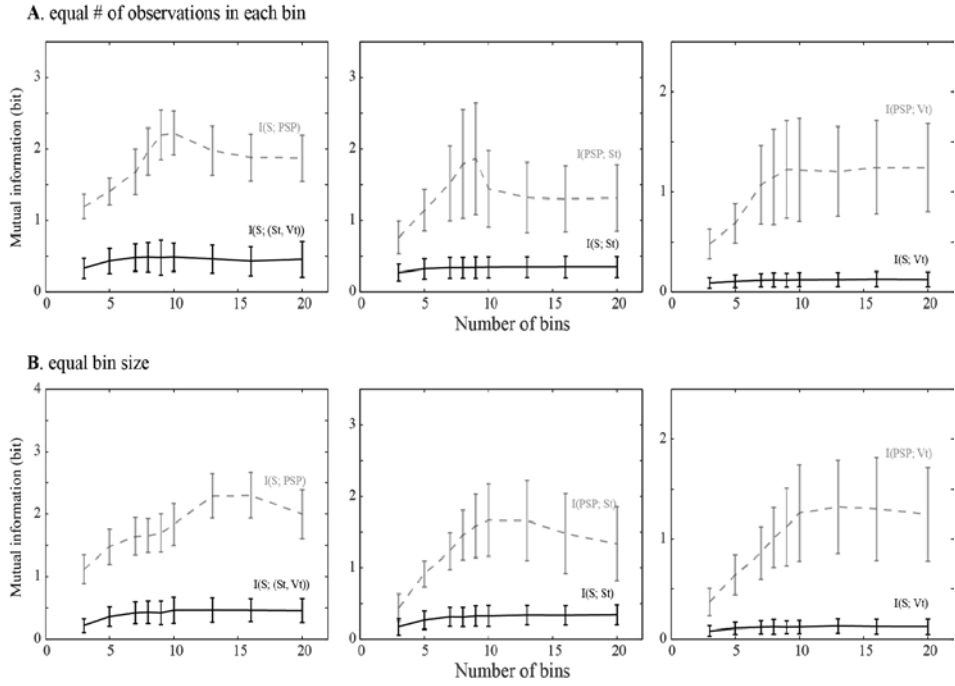 A. equal # of observations in each bin
Mutual information (bit)
3
2
1
0
I(S; PSP)
I(S; (St, Vt))
0 5 10 15 20
3
2
1
0
I(PSP; St)
I(S; St)
0 5 10 15 20
2
1
0
I(PSP; Vt)
I(S; Vt)
0 5 10 15 20
Number of bins
B. equal bin size
Mutual information (bit)
4
3
2
1
0
I(S; PSP)
I(S; (St, Vt))
0 5 10 15 20
3
2
1
0
I(PSP; St)
I(S; St)
0 5 10 15 20
2
1
0
I(PSP; Vt)
I(S; Vt)
0 5 10 15 20
Number of bins